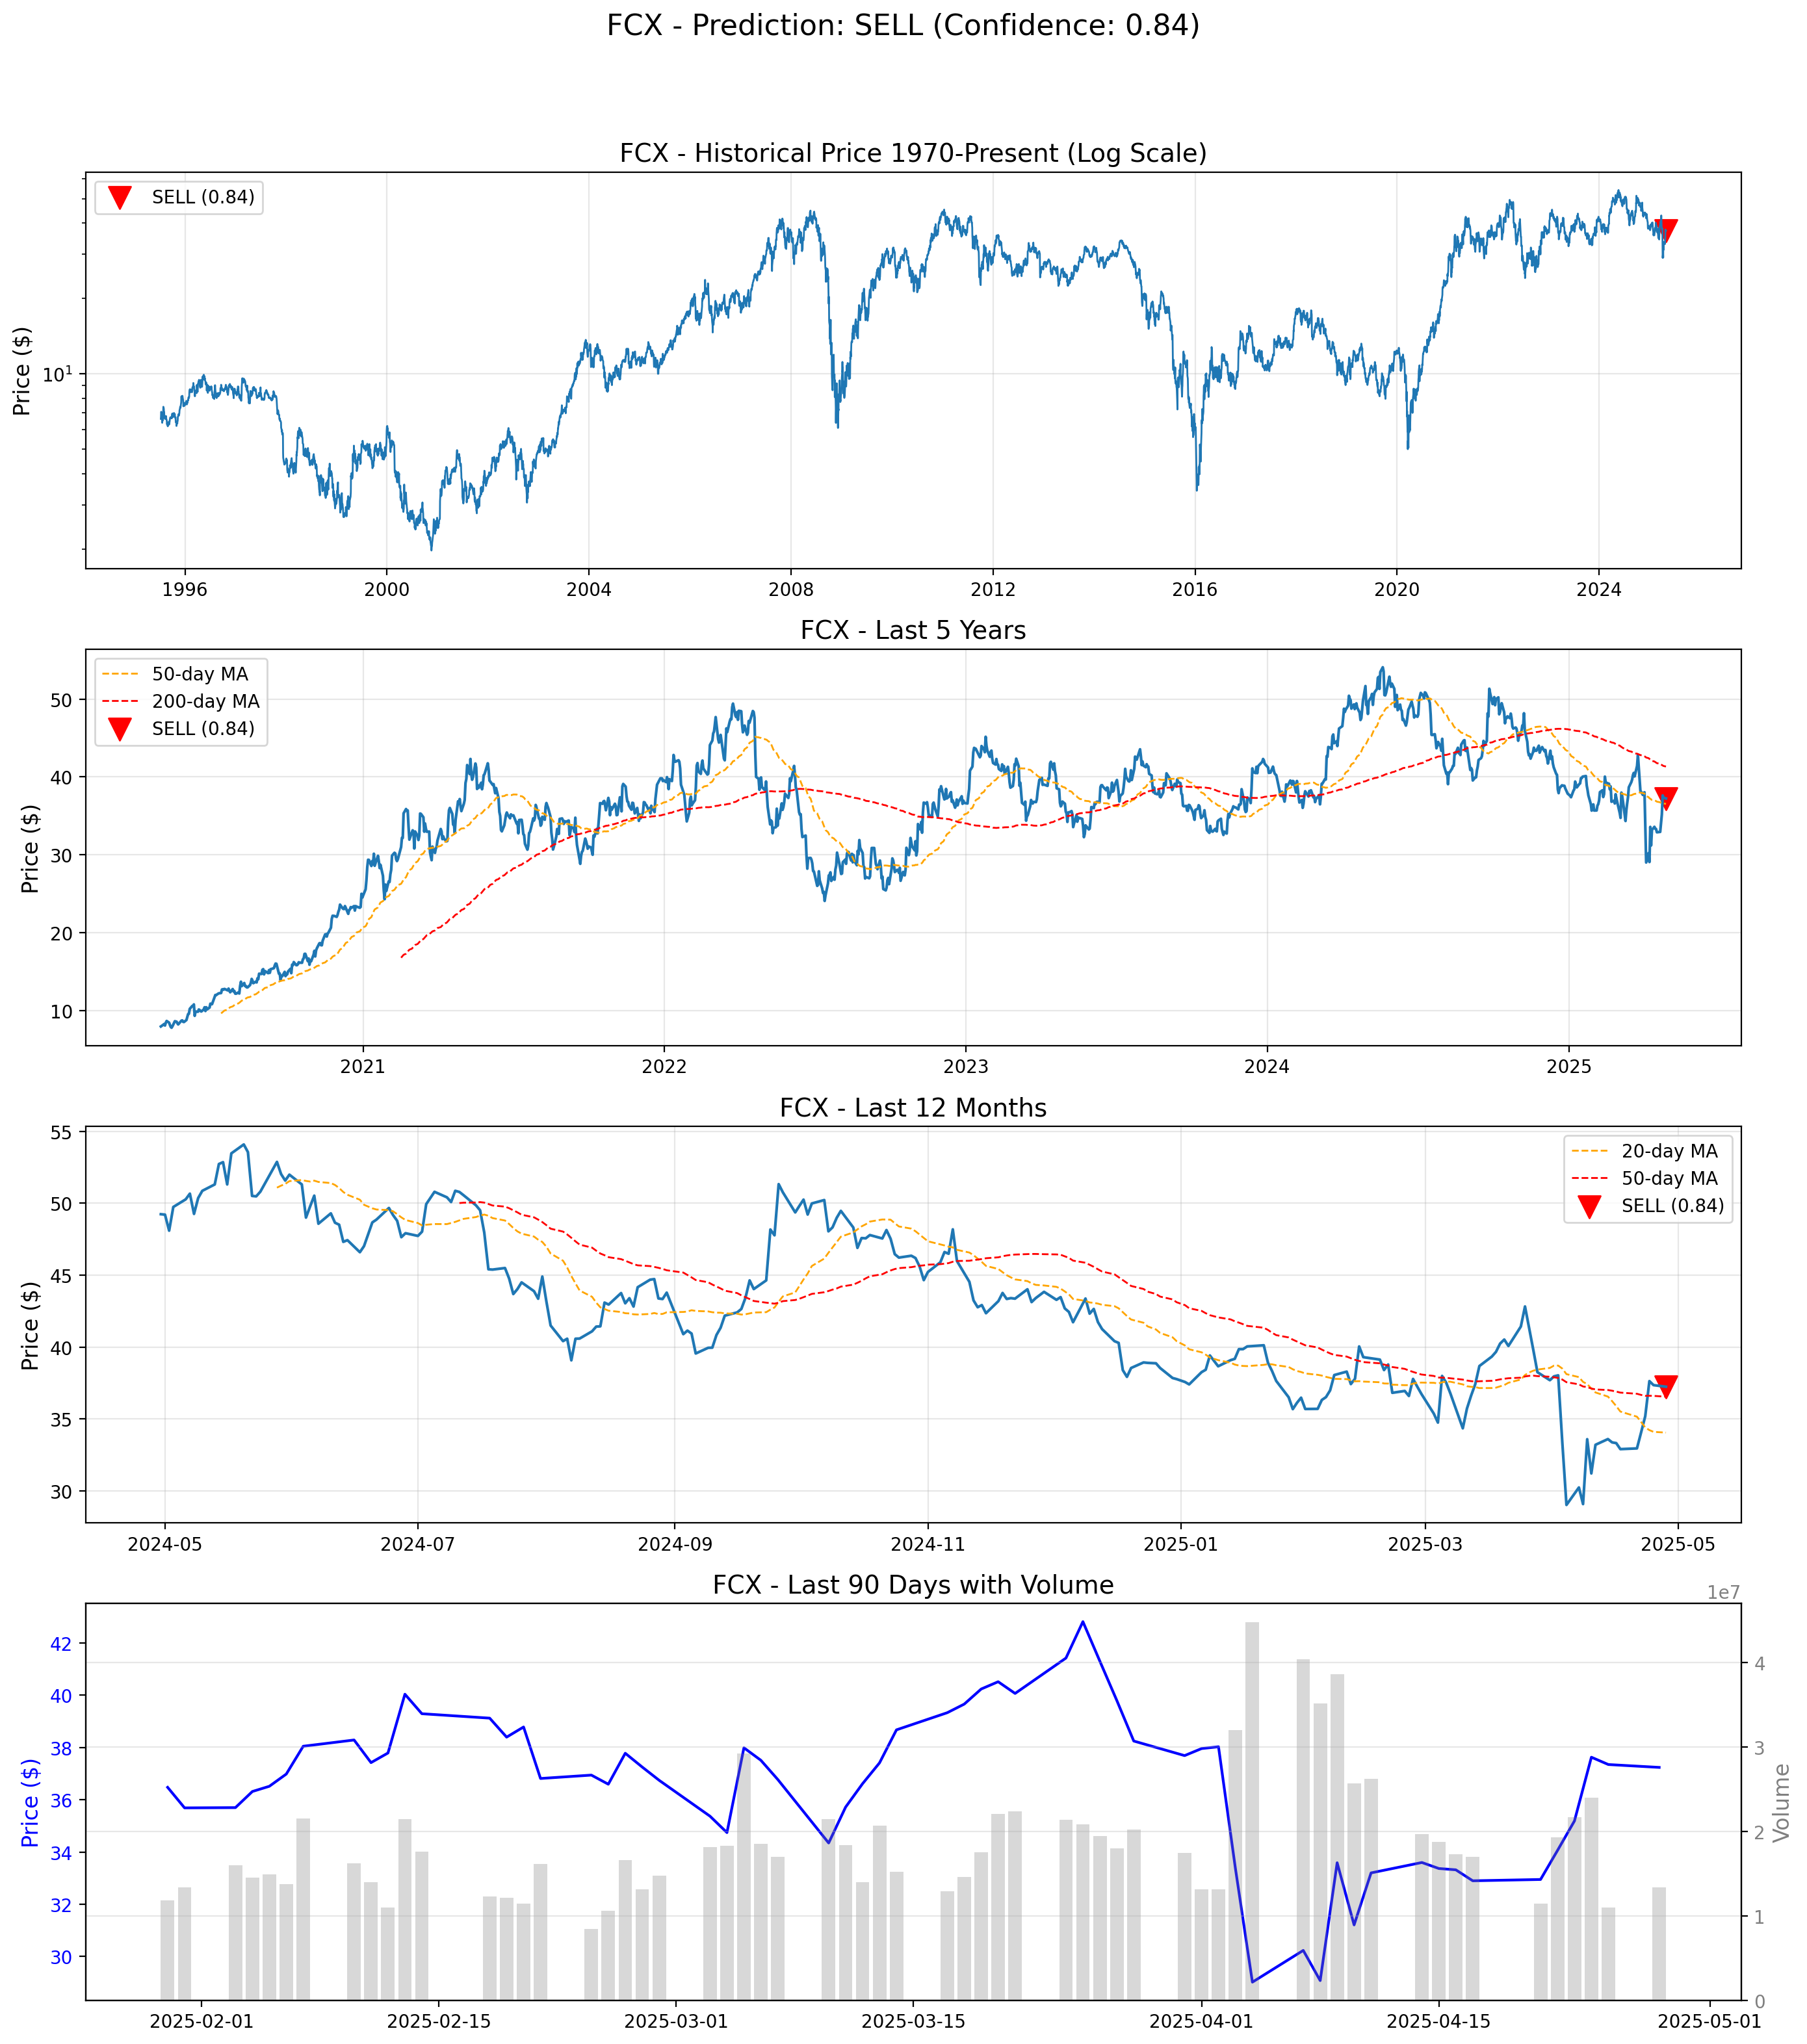 FCX - Prediction: SELL (Confidence: 0.84)
FCX - Historical Price 1970-Present (Log Scale)
SELL (0.84)
Price ($)
10¹
1996 2000 2004 2008 2012 2016 2020 2024
FCX - Last 5 Years
50-day MA
200-day MA
SELL (0.84)
Price ($)
50
40
30
20
10
2021 2022 2023 2024 2025
FCX - Last 12 Months
20-day MA
50-day MA
SELL (0.84)
Price ($)
55
50
45
40
35
30
2024-05 2024-07 2024-09 2024-11 2025-01 2025-03 2025-05
FCX - Last 90 Days with Volume
1e7
Price ($)
42
40
38
36
34
32
30
4
3
2
1
0
Volume
2025-02-01 2025-02-15 2025-03-01 2025-03-15 2025-04-01 2025-04-15 2025-05-01